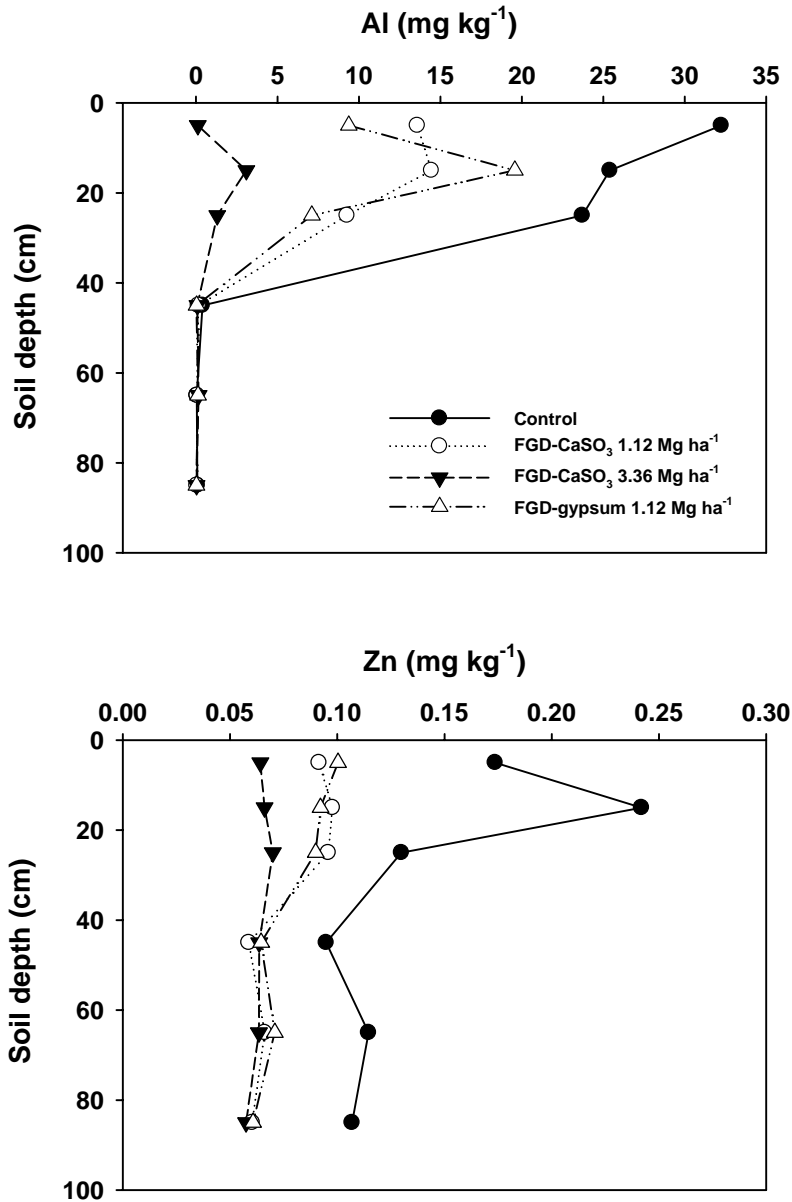 Al (mg kg⁻¹)
0 5 10 15 20 25 30 35
0
20
40
60
80
100
Soil depth (cm)
Control
FGD-CaSO₃ 1.12 Mg ha⁻¹
FGD-CaSO₃ 3.36 Mg ha⁻¹
FGD-gypsum 1.12 Mg ha⁻¹
Zn (mg kg⁻¹)
0.00 0.05 0.10 0.15 0.20 0.25 0.30
0
20
40
60
80
100
Soil depth (cm)